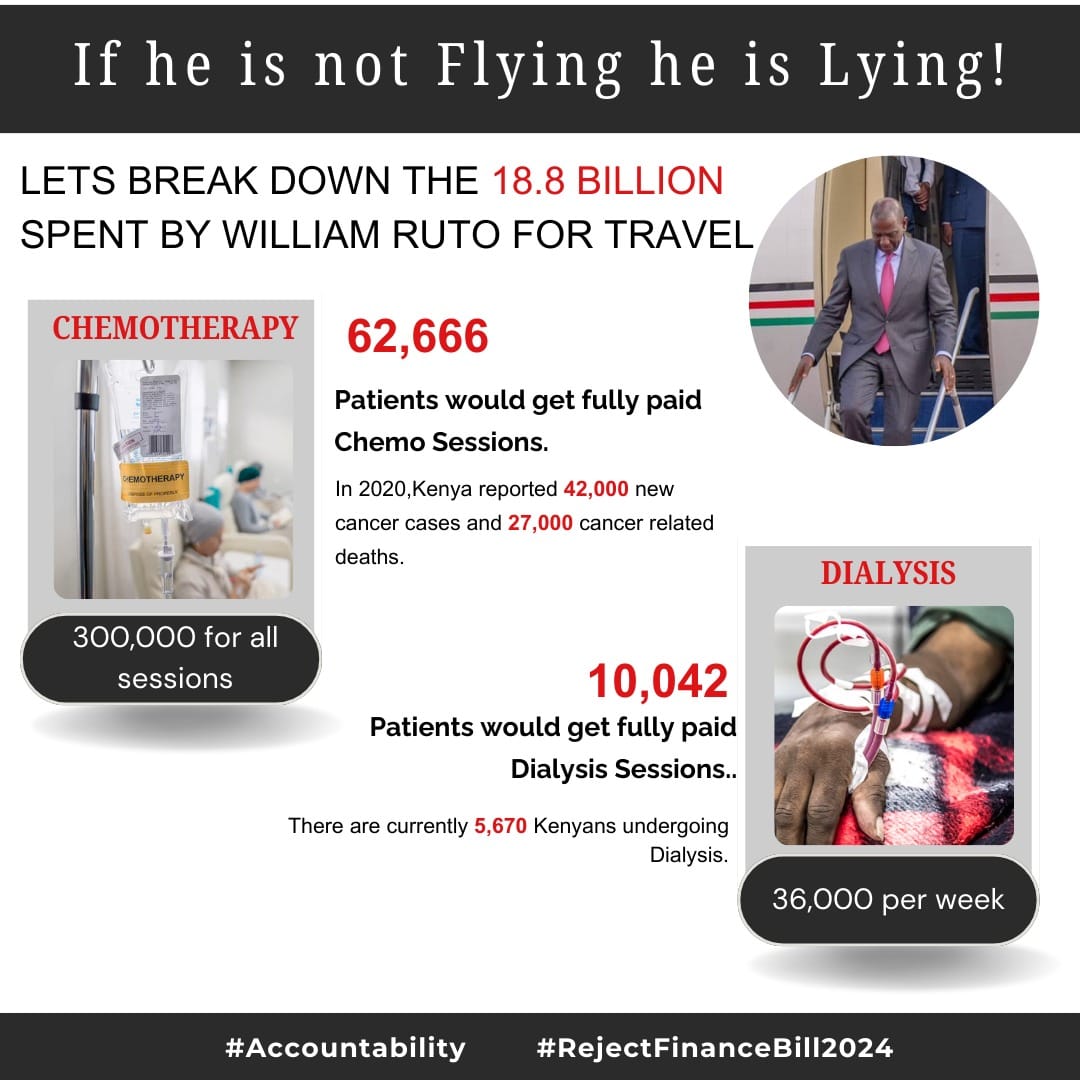 If he is not Flying he is Lying!
LETS BREAK DOWN THE 18.8 BILLION
SPENT BY WILLIAM RUTO FOR TRAVEL
CHEMOTHERAPY
CHEMOTHERAPY
300,000 for all
sessions
62,666
Patients would get fully paid
Chemo Sessions.
In 2020,Kenya reported 42,000 new
cancer cases and 27,000 cancer related
deaths.
DIALYSIS
36,000 per week
10,042
Patients would get fully paid
Dialysis Sessions..
There are currently 5,670 Kenyans undergoing
Dialysis.
#Accountability #RejectFinanceBill2024